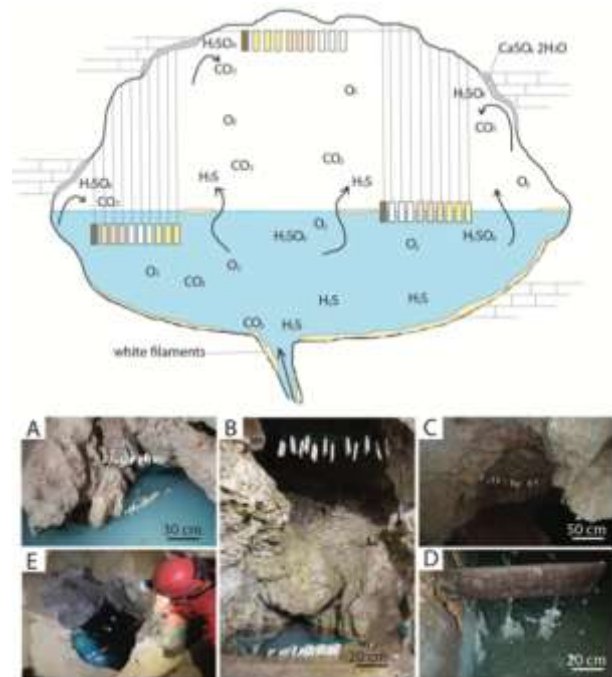 H₂SO₄
CaSO₄ 2H₂O
CO₂
H₂SO₄
O₂
CO₂
O₂
CO₂
CO₂
H₂SO₄
H₂S
H₂S
O₂
CO₂
O₂
H₂SO₄
O₂
H₂SO₄
O₂
O₂
CO₂
H₂S
H₂S
CO₂
H₂S
white filaments
A
30 cm
B
20 cm
C
50 cm
E
D
20 cm